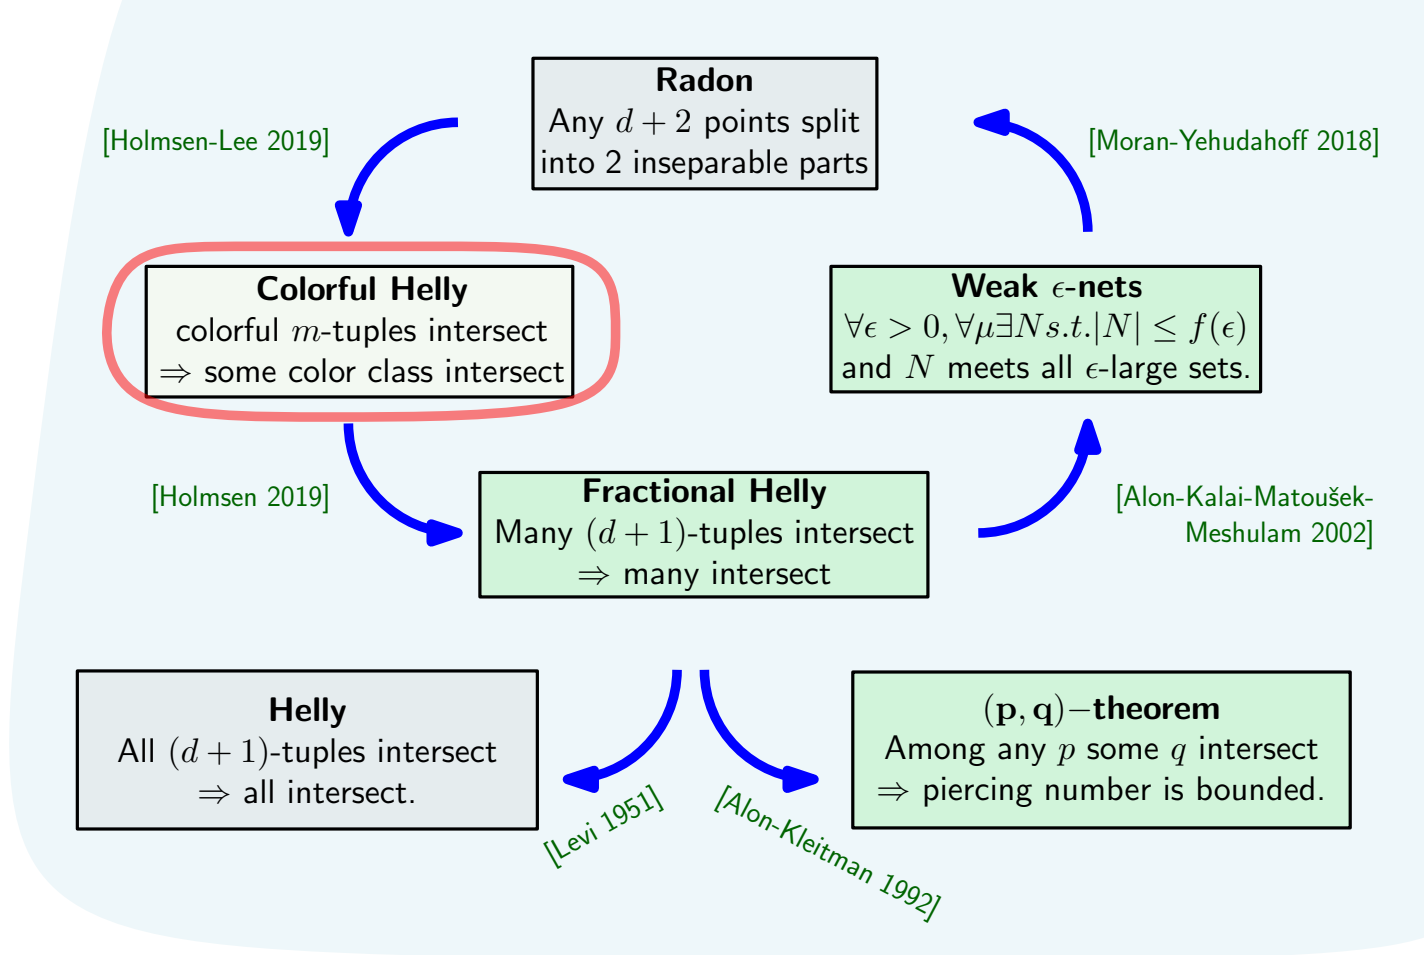 Radon
Any d + 2 points split
into 2 inseparable parts
[Holmsen-Lee 2019]
[Moran-Yehudahoff 2018]
Colorful Helly
colorful m-tuples intersect
⇒ some color class intersect
Weak ϵ-nets
∀ϵ > 0, ∀μ∃Ns.t.|N| ≤ f(ϵ)
and N meets all ϵ-large sets.
[Holmsen 2019]
Fractional Helly
Many (d + 1)-tuples intersect
⇒ many intersect
[Alon-Kalai-Matoušek-
Meshulam 2002]
Helly
All (d + 1)-tuples intersect
⇒ all intersect.
[Levi 1951]
[Alon-Kleitman 1992]
(p, q)−theorem
Among any p some q intersect
⇒ piercing number is bounded.